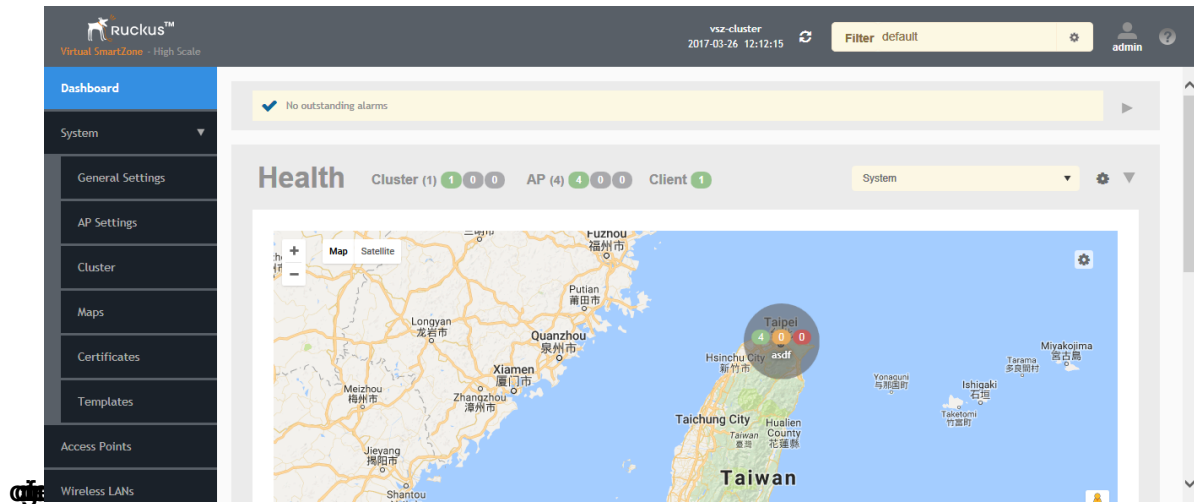 RUCKUS™
Virtual SmartZone - High Scale
vsz-cluster
2017-03-26 12:12:15
Filter default
admin
Dashboard
System
General Settings
AP Settings
Cluster
Maps
Certificates
Templates
Access Points
Wireless LANs
No outstanding alarms
Health Cluster (1) 1 0 0 AP (4) 4 0 0 Client 1
System
+
−
Map Satellite
Fuzhou
福州市
Putian
莆田市
Longyan
龙岩市
Quanzhou
泉州市
Xiamen
厦门市
Meizhou
梅州市
Zhangzhou
漳州市
Jieyang
揭阳市
Shantou
Taipei
4 0 0
asdf
Hsinchu City
新竹市
Taichung City
Hualien
County
花蓮縣
Taiwan
臺灣
Taiwan
Miyakojima
宮古島
Tarama
多良間村
Yonaguni
与那国町
Ishigaki
石垣
Taketomi
竹富町